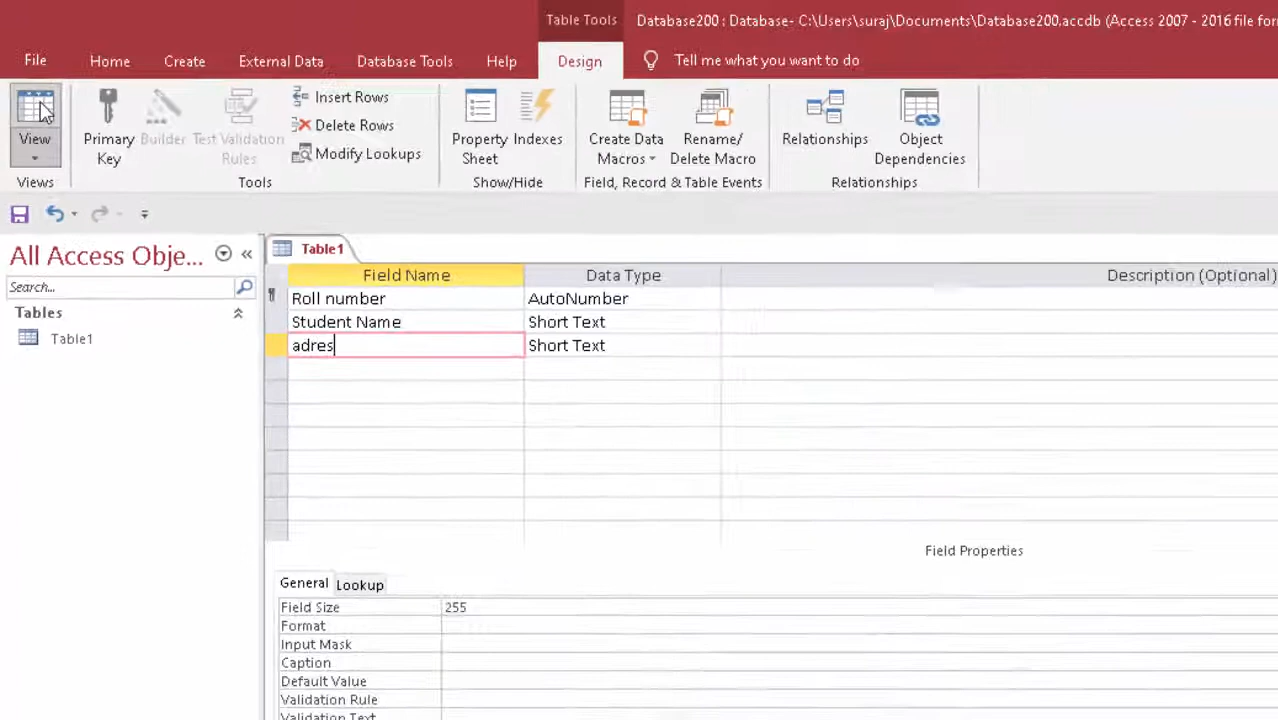 Table Tools
Database200 : Database- C:\Users\suraj\Documents\Database200.accdb (Access 2007 - 2016 file for
File
Home
Create
External Data
Database Tools
Help
Design
Tell me what you want to do
View
Primary
Key
Builder
Test Validation
Rules
Insert Rows
Delete Rows
Modify Lookups
Property
Sheet
Indexes
Create Data
Macros
Rename/
Delete Macro
Relationships
Object
Dependencies
Views
Tools
Show/Hide
Field, Record & Table Events
Relationships
All Access Obje...
Search...
Tables
Table1
Table1
Field Name
Data Type
Description (Optional)
Roll number
AutoNumber
Student Name
Short Text
adres
Short Text
Field Properties
General
Lookup
Field Size
255
Format
Input Mask
Caption
Default Value
Validation Rule
Validation Text